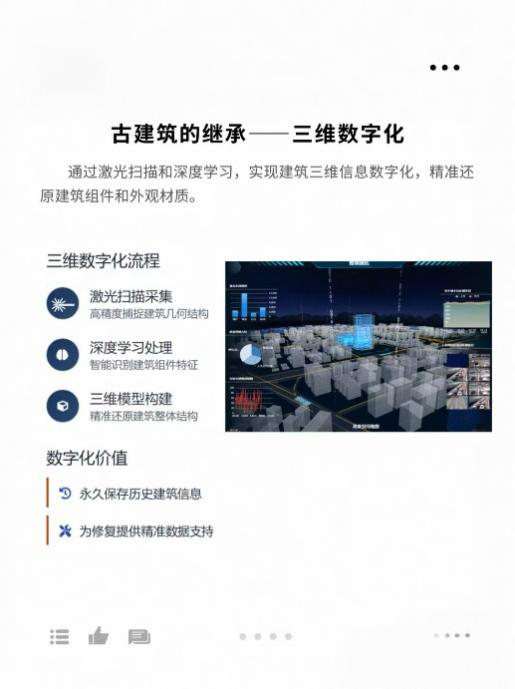 古建筑的继承——三维数字化
通过激光扫描和深度学习，实现建筑三维信息数字化，精准还
原建筑组件和外观材质。
三维数字化流程
激光扫描采集
高精度捕捉建筑几何结构
深度学习处理
智能识别建筑组件特征
三维模型构建
精准还原建筑整体结构
数字化价值
永久保存历史建筑信息
为修复提供精准数据支持